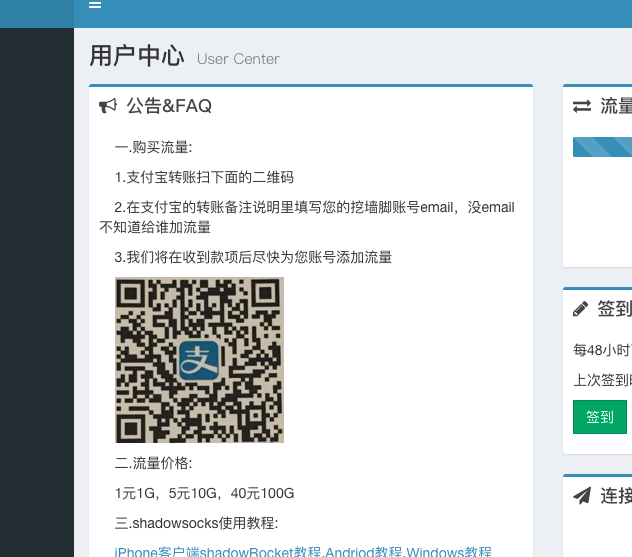 用户中心 User Center
公告&FAQ
一.购买流量:
1.支付宝转账扫下面的二维码
2.在支付宝的转账备注说明里填写您的挖墙脚账号email，没email
不知道给谁加流量
3.我们将在收到款项后尽快为您账号添加流量
支
二.流量价格:
1元1G，5元10G，40元100G
三.shadowsocks使用教程:
iPhone客户端shadowRocket教程,Andriod教程,Windows教程
流量
签到
每48小时
上次签到
签到
连接